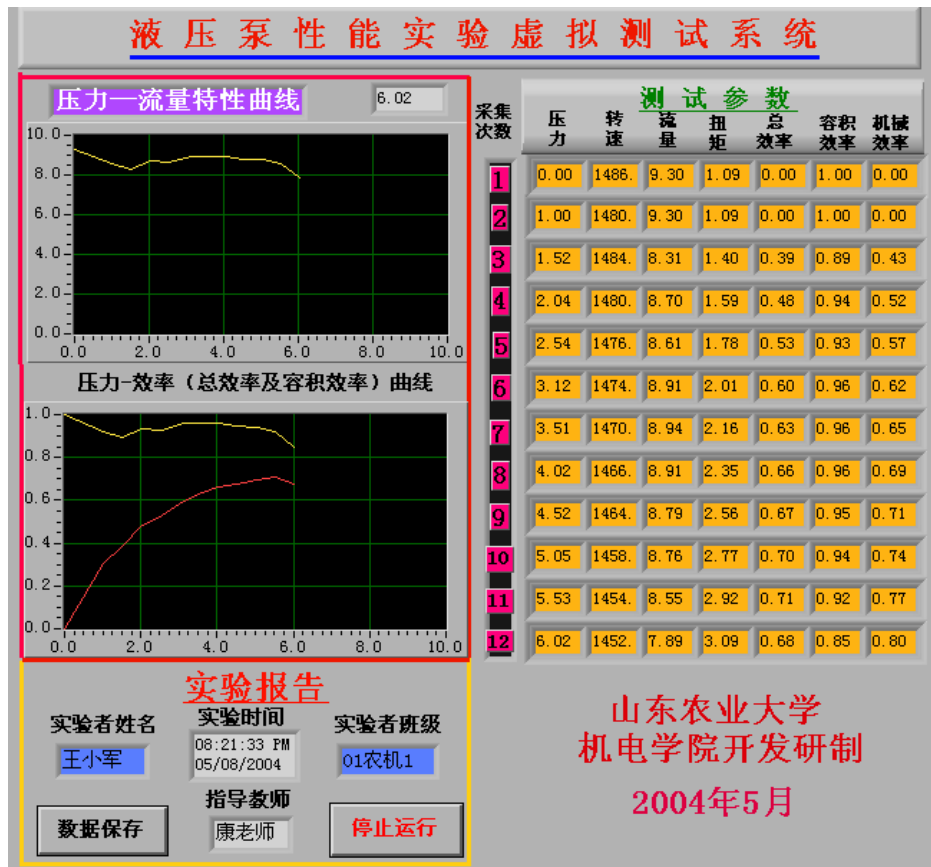 液压泵性能实验虚拟测试系统
压力—流量特性曲线
6.02
10.0
8.0
6.0
4.0
2.0
0.0
0.0 2.0 4.0 6.0 8.0 10.0
压力-效率（总效率及容积效率）曲线
1.0
0.8
0.6
0.4
0.2
0.0
0.0 2.0 4.0 6.0 8.0 10.0
测试参数
采集次数 压力 转速 流量 扭矩 总效率 容积效率 机械效率
1 0.00 1486. 9.30 1.09 0.00 1.00 0.00
2 1.00 1480. 9.30 1.09 0.00 1.00 0.00
3 1.52 1484. 8.31 1.40 0.39 0.89 0.43
4 2.04 1480. 8.70 1.59 0.48 0.94 0.52
5 2.54 1476. 8.61 1.78 0.53 0.93 0.57
6 3.12 1474. 8.91 2.01 0.60 0.96 0.62
7 3.51 1470. 8.94 2.16 0.63 0.96 0.65
8 4.02 1466. 8.91 2.35 0.66 0.96 0.69
9 4.52 1464. 8.79 2.56 0.67 0.95 0.71
10 5.05 1458. 8.76 2.77 0.70 0.94 0.74
11 5.53 1454. 8.55 2.92 0.71 0.92 0.77
12 6.02 1452. 7.89 3.09 0.68 0.85 0.80
实验报告
实验者姓名 实验时间 实验者班级
王小军 08:21:33 PM 01农机1
05/08/2004
指导教师
数据保存 康老师 停止运行
山东农业大学
机电学院开发研制
2004年5月